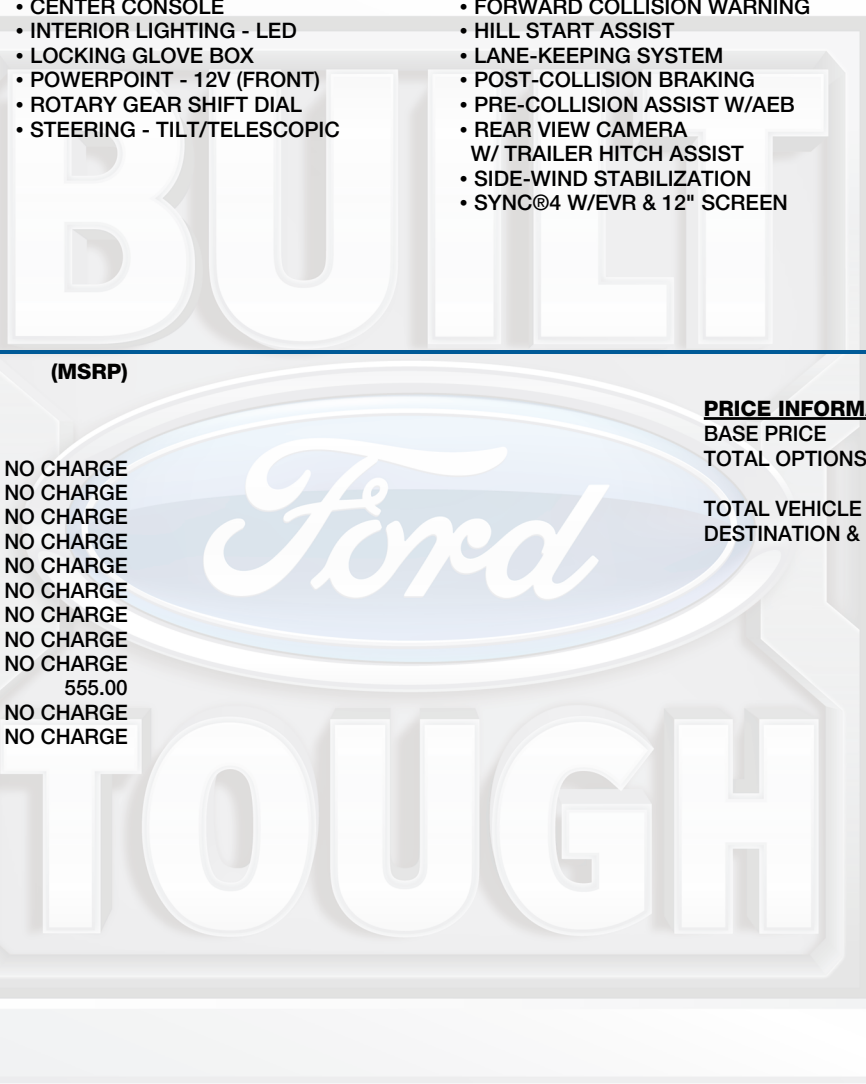 • CENTER CONSOLE
• INTERIOR LIGHTING - LED
• LOCKING GLOVE BOX
• POWERPOINT - 12V (FRONT)
• ROTARY GEAR SHIFT DIAL
• STEERING - TILT/TELESCOPIC
• FORWARD COLLISION WARNING
• HILL START ASSIST
• LANE-KEEPING SYSTEM
• POST-COLLISION BRAKING
• PRE-COLLISION ASSIST W/AEB
• REAR VIEW CAMERA
W/ TRAILER HITCH ASSIST
• SIDE-WIND STABILIZATION
• SYNC®4 W/EVR & 12" SCREEN
BUILT
(MSRP)
NO CHARGE
NO CHARGE
NO CHARGE
NO CHARGE
NO CHARGE
NO CHARGE
NO CHARGE
NO CHARGE
NO CHARGE
555.00
NO CHARGE
NO CHARGE
Ford
PRICE INFORMA
BASE PRICE
TOTAL OPTIONS
TOTAL VEHICLE
DESTINATION &
TOUGH